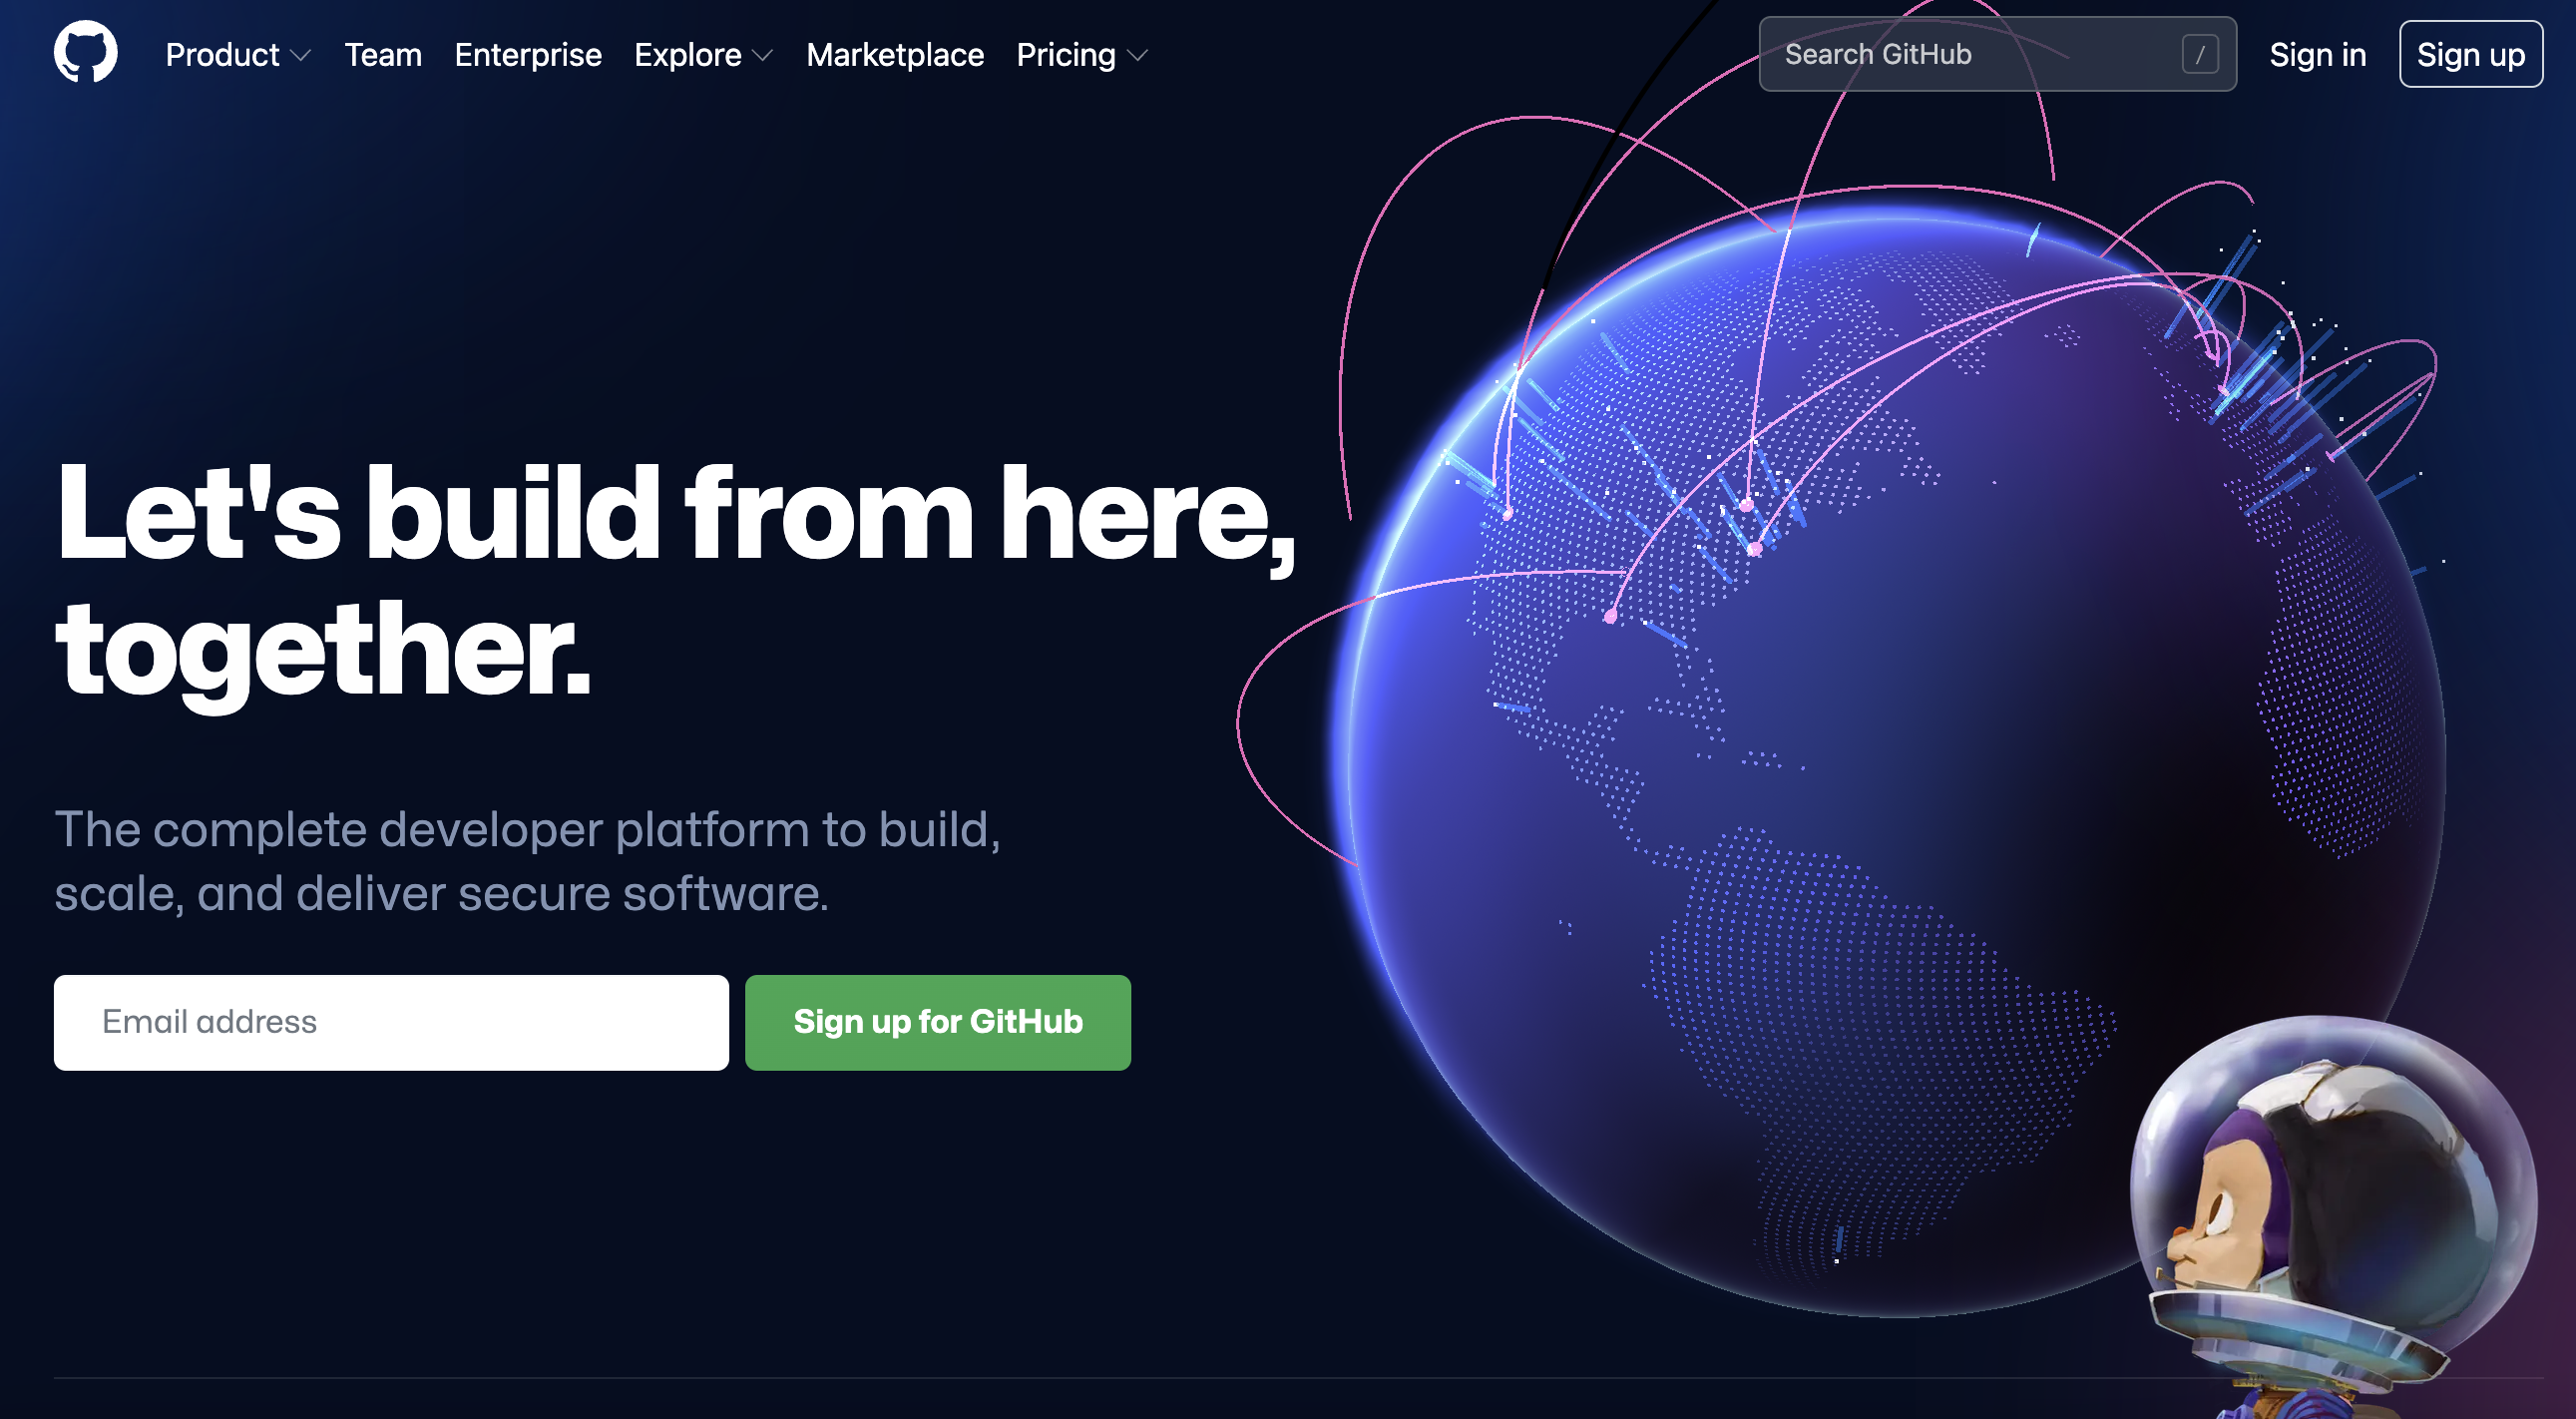 Product
Team
Enterprise
Explore
Marketplace
Pricing
Search GitHub
/
Sign in
Sign up
Let's build from here,
together.
The complete developer platform to build,
scale, and deliver secure software.
Email address
Sign up for GitHub